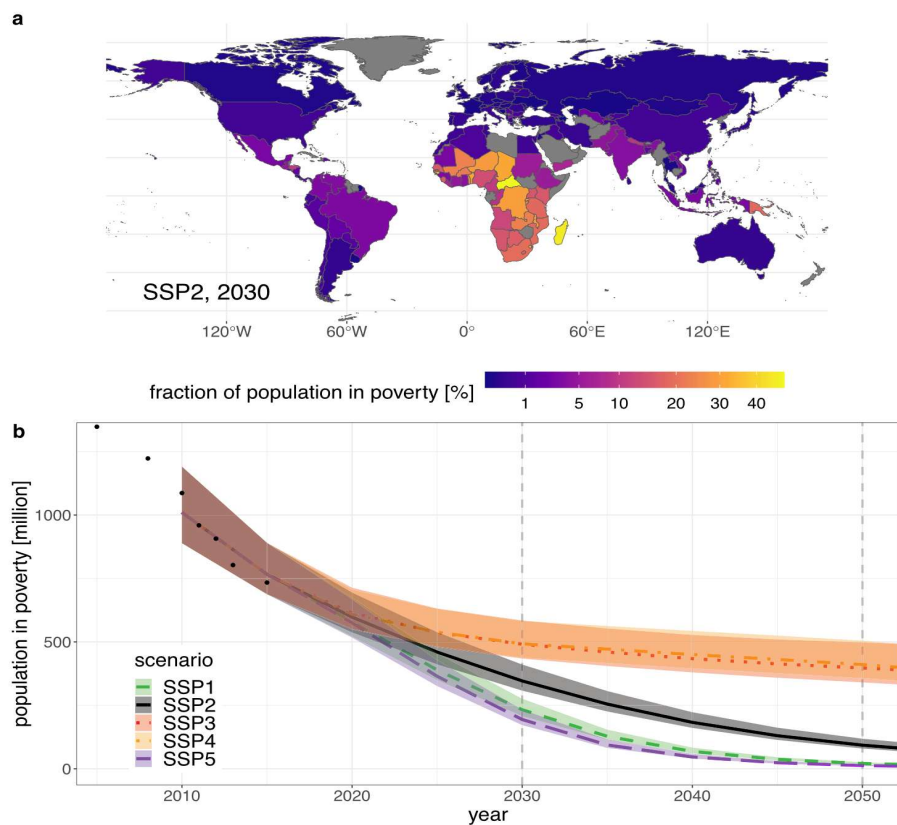 a
SSP2, 2030
120°W 60°W 0° 60°E 120°E
fraction of population in poverty [%]
1 5 10 20 30 40
b
population in poverty [million]
1000
500
0
scenario
SSP1
SSP2
SSP3
SSP4
SSP5
2010 2020 2030 2040 2050
year